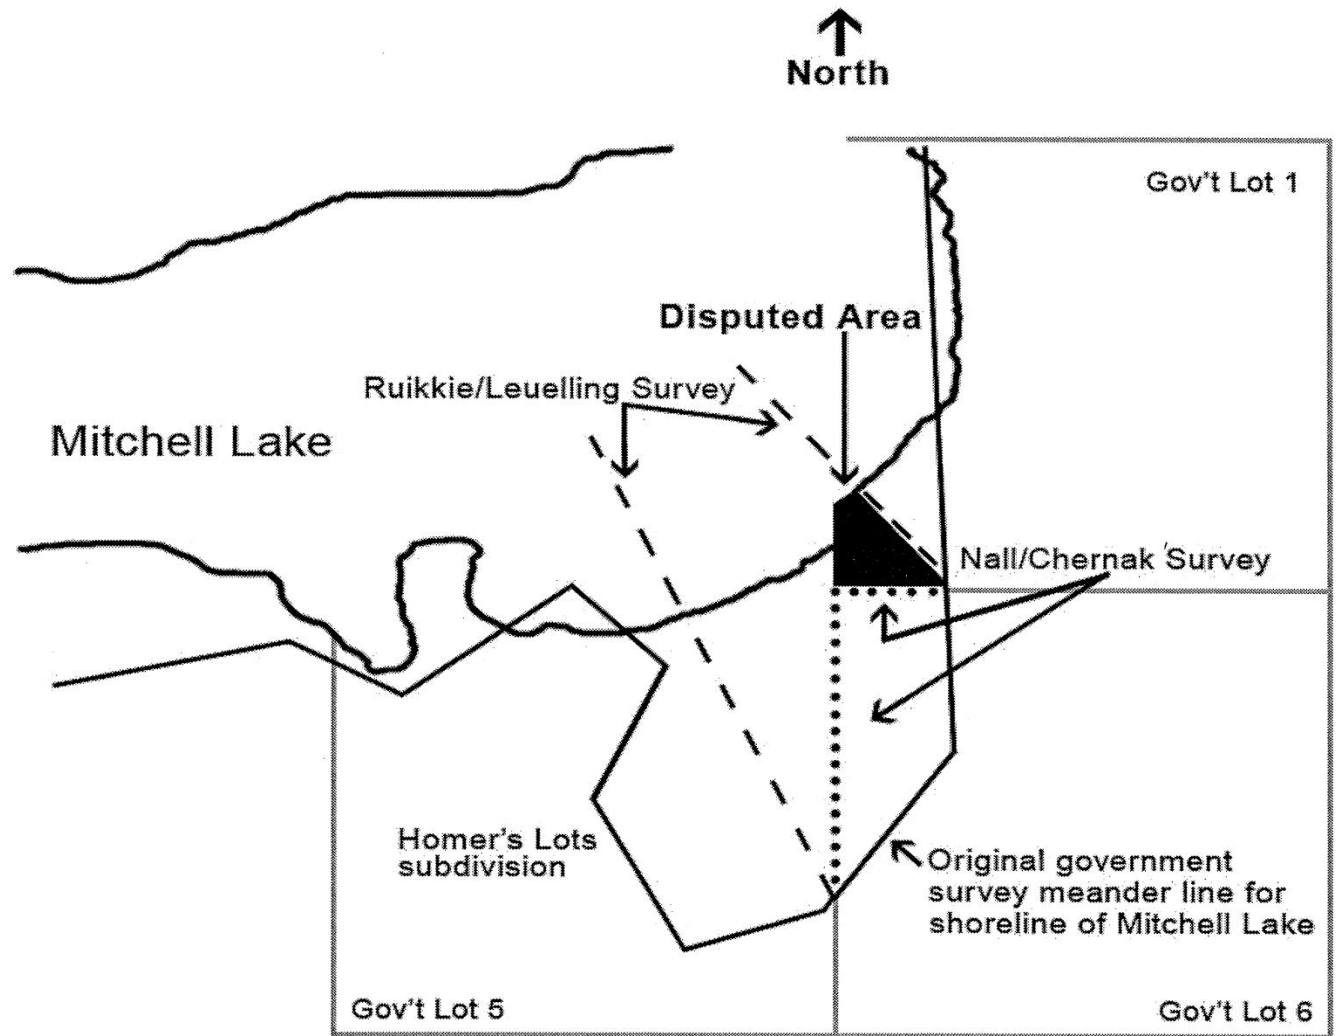 North
Gov't Lot 1
Disputed Area
Ruikkie/Leuelling Survey
Mitchell Lake
Nall/Chernak Survey
Homer's Lots
subdivision
Original government
survey meander line for
shoreline of Mitchell Lake
Gov't Lot 5
Gov't Lot 6